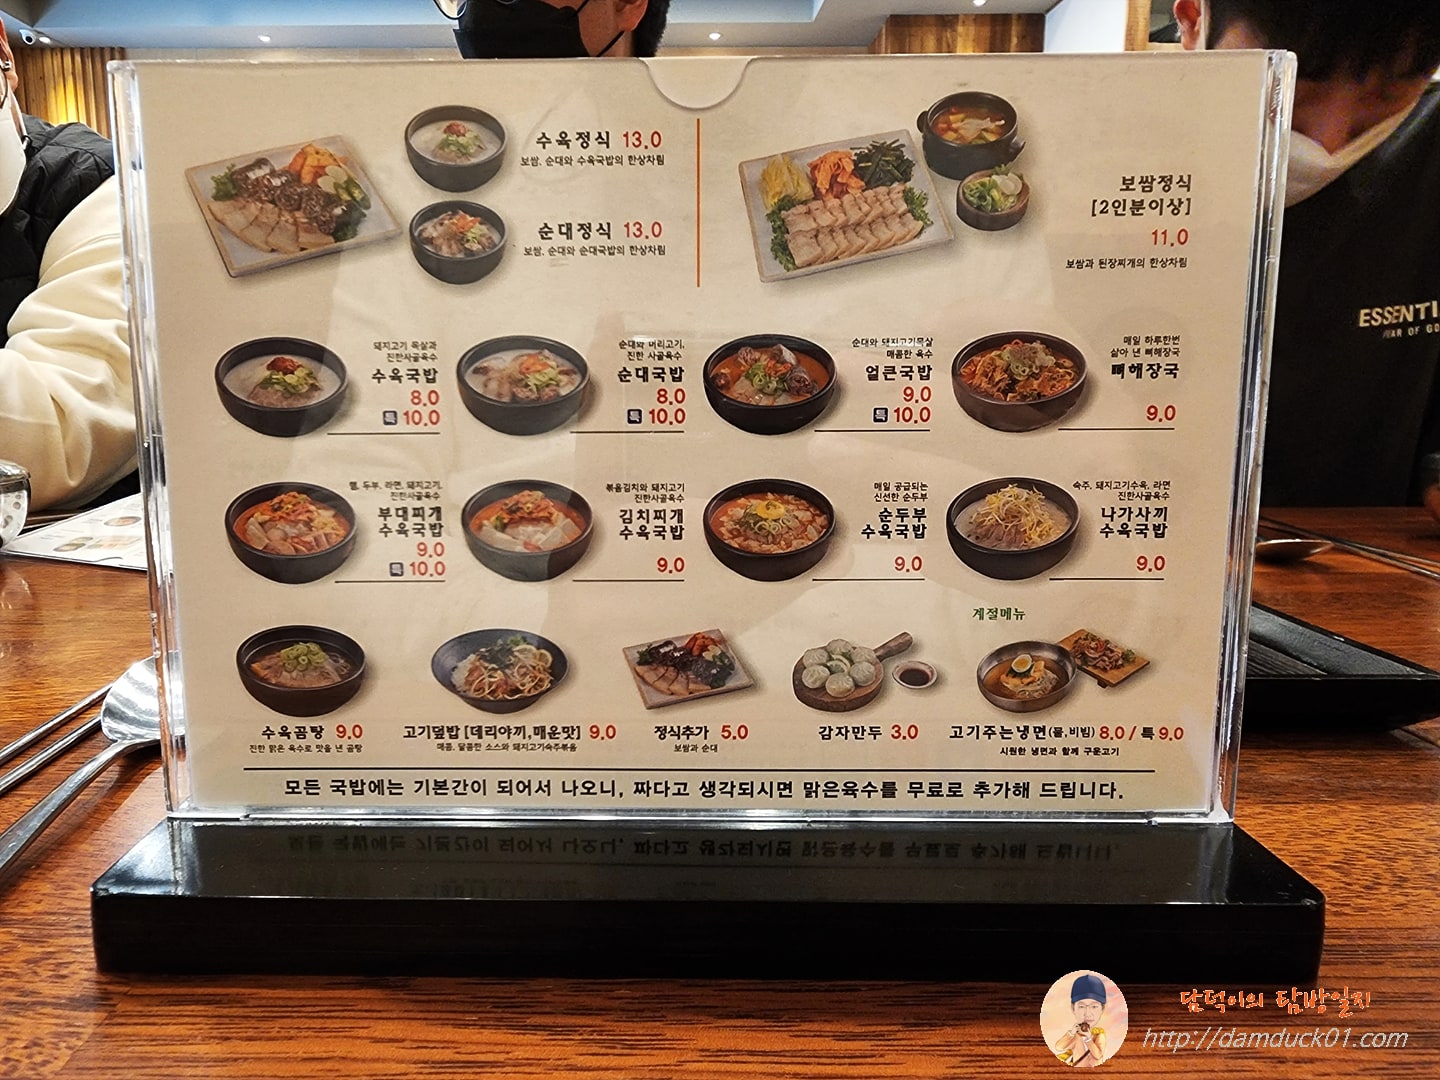 수육정식 13.0
보쌈, 순대와 수육국밥의 한상차림
순대정식 13.0
보쌈, 순대와 순대국밥의 한상차림
보쌈정식
[2인분이상]
11.0
보쌈과 된장찌개의 한상차림
돼지고기 목살과
진한사골육수
수육국밥
8.0
특 10.0
순대와 머리고기,
진한 사골육수
순대국밥
8.0
특 10.0
순대와 돼지고기목살
매콤한 육수
얼큰국밥
9.0
특 10.0
매일 하루한번
삶아 낸 뼈해장국
뼈해장국
9.0
햄, 두부, 라면, 돼지고기,
진한사골육수
부대찌개
수육국밥
9.0
특 10.0
볶음김치와 돼지고기
진한사골육수
김치찌개
수육국밥
9.0
매일 공급되는
신선한 순두부
순두부
수육국밥
9.0
숙주, 돼지고기수육, 라면
진한사골육수
나가사끼
수육국밥
9.0
계절메뉴
수육곰탕 9.0
진한 맑은 육수로 맛을 낸 곰탕
고기덮밥 [데리야끼,매운맛] 9.0
매콤, 달콤한 소스와 돼지고기숙주볶음
정식추가 5.0
보쌈과 순대
감자만두 3.0
고기주는냉면(물,비빔) 8.0 / 특 9.0
시원한 냉면과 함께 구운고기
모든 국밥에는 기본간이 되어서 나오니, 짜다고 생각되시면 맑은육수를 무료로 추가해 드립니다.
ESSENTI
EAR OF GO
담덕이의 탐방일지
http://damduck01.com